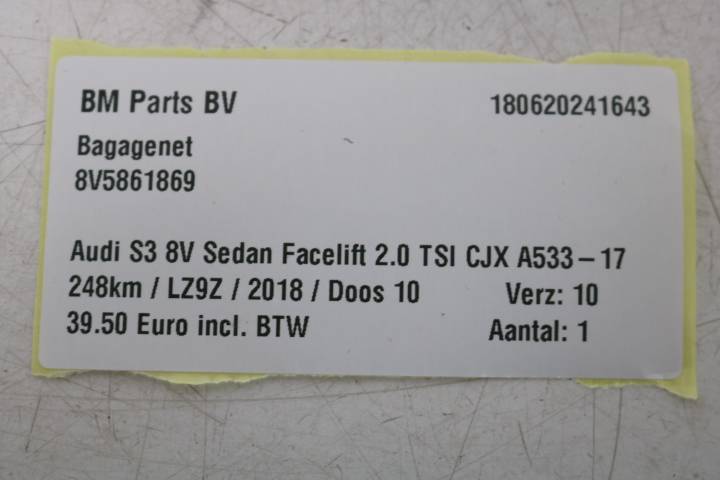 BM Parts BV 180620241643
Bagagenet
8V5861869
Audi S3 8V Sedan Facelift 2.0 TSI CJX A533-17
248km / LZ9Z / 2018 / Doos 10 Verz: 10
39.50 Euro incl. BTW Aantal: 1